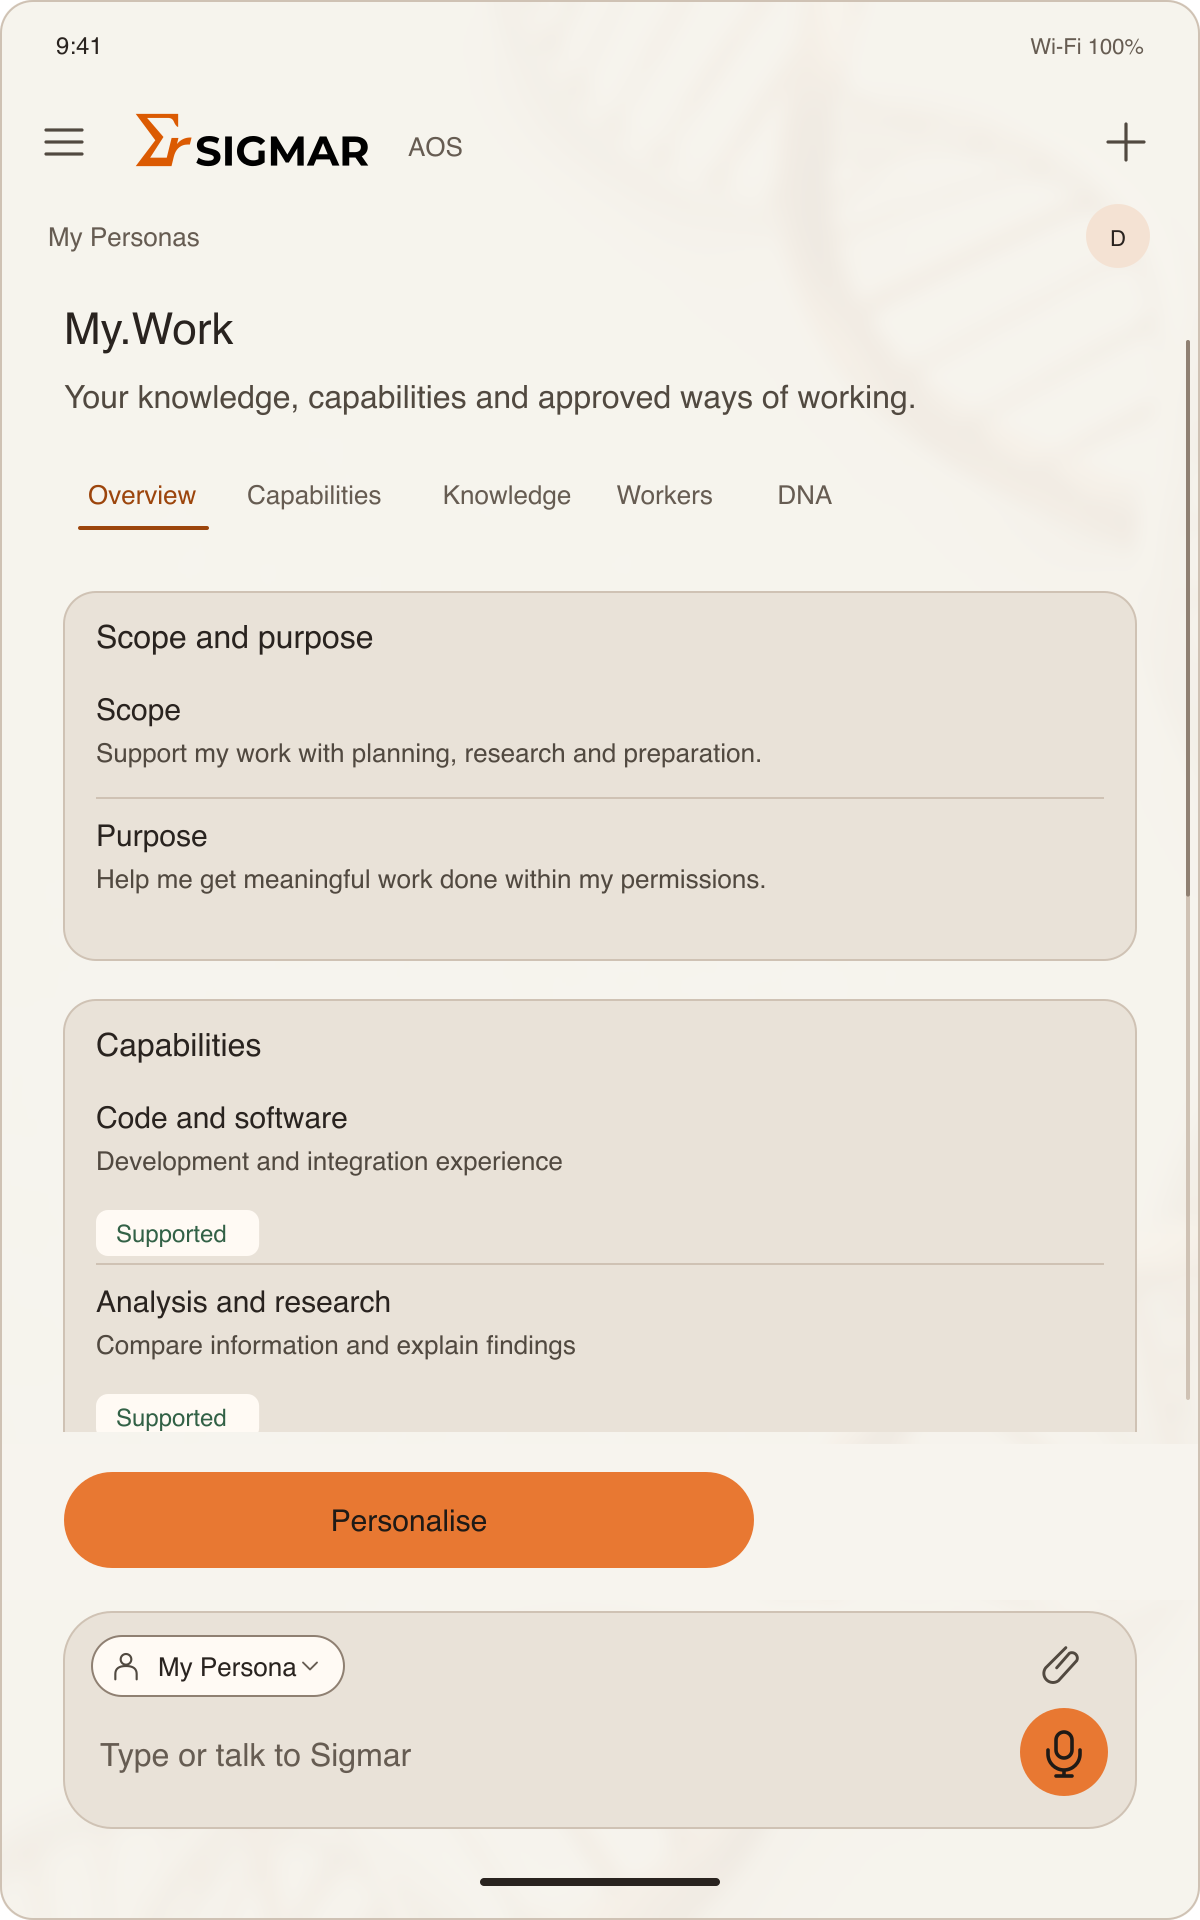 9:41
Wi-Fi 100%
Σr SIGMAR AOS
My Personas
D
My.Work
Your knowledge, capabilities and approved ways of working.
Overview Capabilities Knowledge Workers DNA
Scope and purpose
Scope
Support my work with planning, research and preparation.
Purpose
Help me get meaningful work done within my permissions.
Capabilities
Code and software
Development and integration experience
Supported
Analysis and research
Compare information and explain findings
Supported
Personalise
My Persona
Type or talk to Sigmar